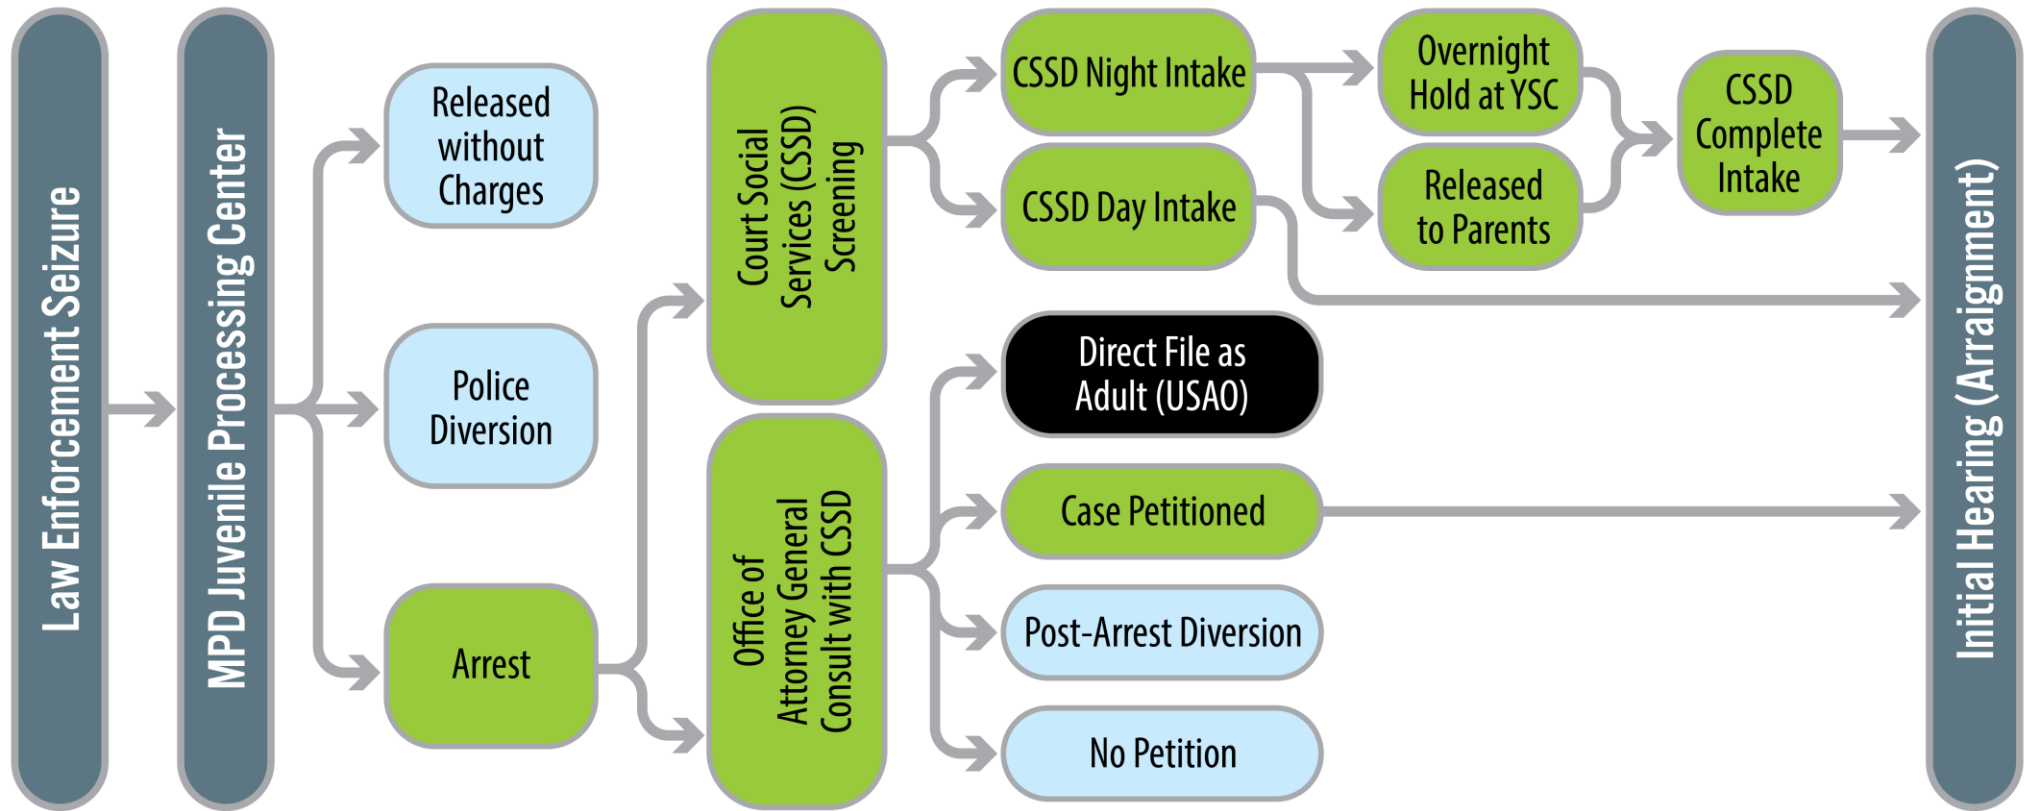 Law Enforcement Seizure
MPD Juvenile Processing Center
Released
without
Charges
Police
Diversion
Arrest
Court Social
Services (CSSD)
Screening
Office of
Attorney General
Consult with CSSD
CSSD Night Intake
CSSD Day Intake
Direct File as
Adult (USAO)
Case Petitioned
Post-Arrest Diversion
No Petition
Overnight
Hold at YSC
Released
to Parents
CSSD
Complete
Intake
Initial Hearing (Arraignment)